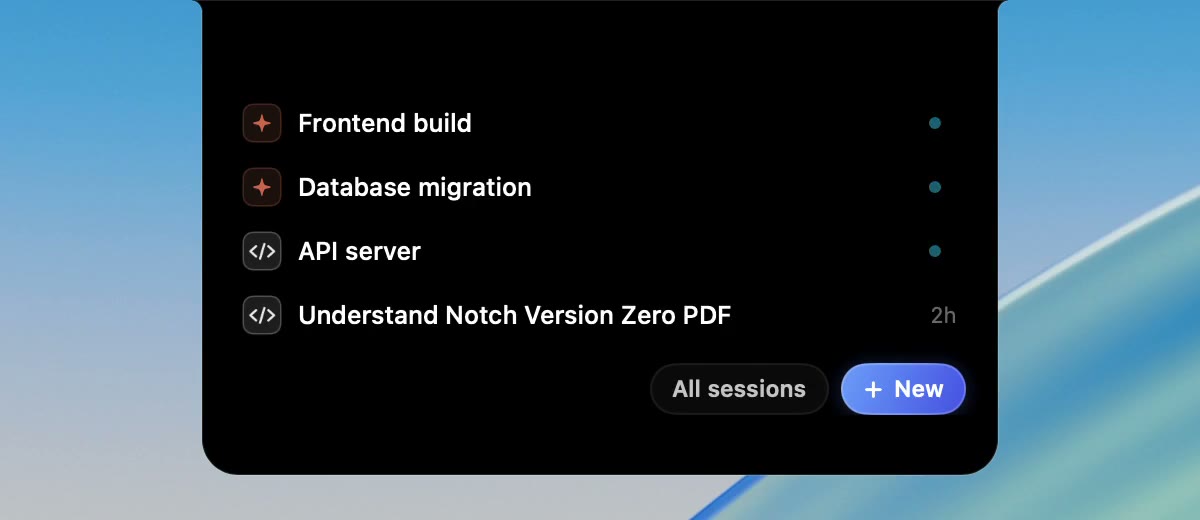 Frontend build
Database migration
</> API server
</> Understand Notch Version Zero PDF 2h
All sessions + New